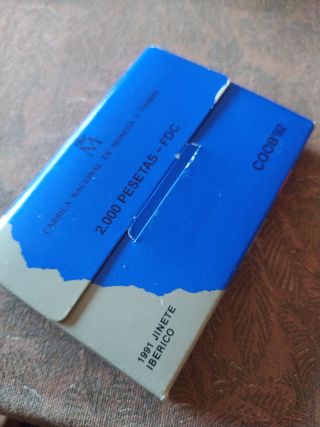 M
FABRICA NACIONAL DE MONEDA Y TIMBRE
2.000 PESETAS - FDC
COOB'92
1991 JINETE
IBERICO